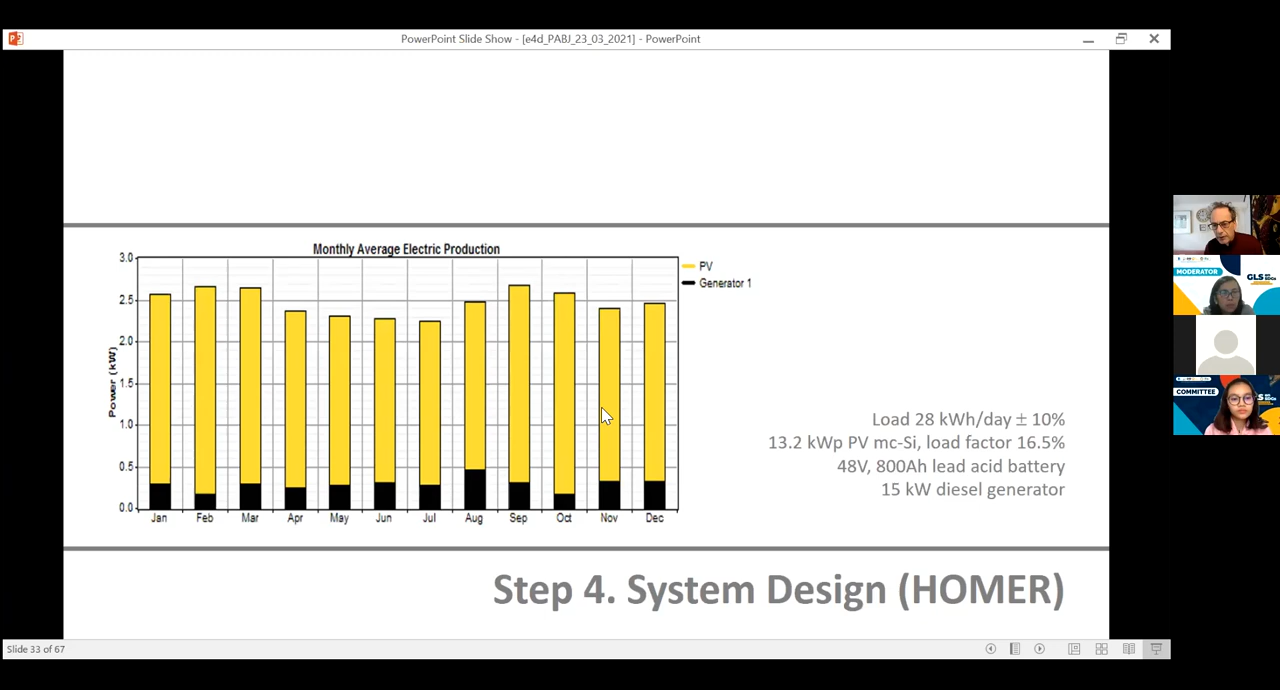 PowerPoint Slide Show - [e4d_PABJ_23_03_2021] - PowerPoint
Monthly Average Electric Production
Power (kW)
3.0
2.5
2.0
1.5
1.0
0.5
0.0
Jan Feb Mar Apr May Jun Jul Aug Sep Oct Nov Dec
PV
Generator 1
Load 28 kWh/day ± 10%
13.2 kWp PV mc-Si, load factor 16.5%
48V, 800Ah lead acid battery
15 kW diesel generator
Step 4. System Design (HOMER)
Slide 33 of 67
MODERATOR
GLS
COMMITTEE
GLS